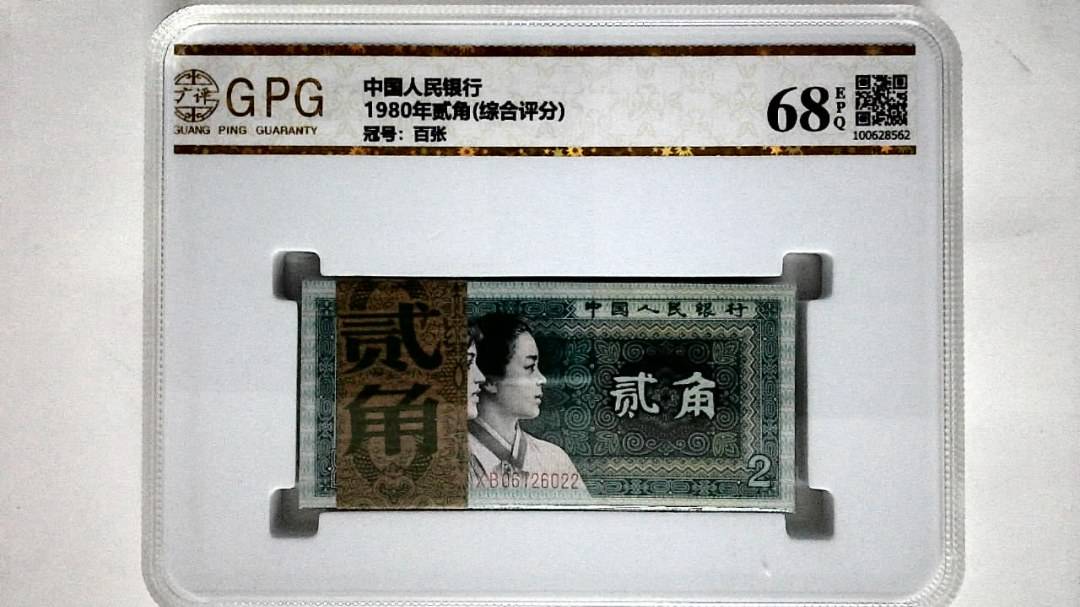 广评
GPG
GUANG PING GUARANTY
中国人民银行
1980年贰角(综合评分)
冠号：百张
68
EPQ
100628562
贰角
中国人民银行
贰角
XB06126022
2